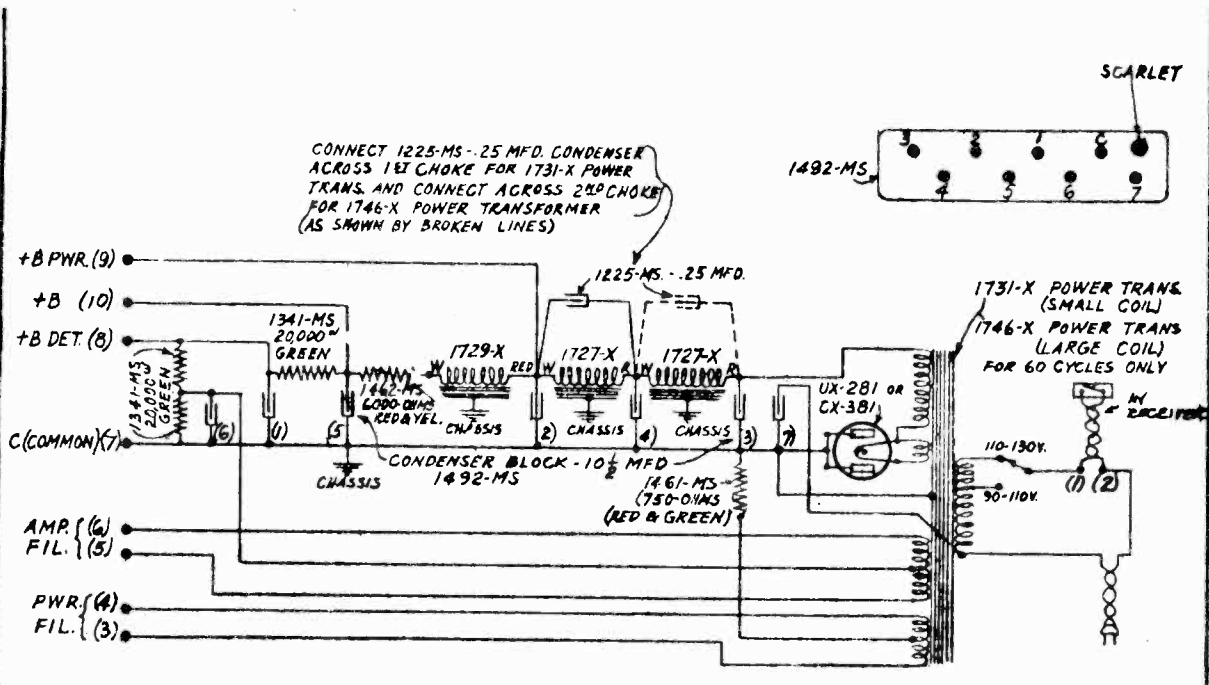 SCARLET
3 2 1 C
1492-MS
4 5 6 7
CONNECT 1225-MS-.25 MFD. CONDENSER
ACROSS 1ST CHOKE FOR 1731-X POWER
TRANS. AND CONNECT ACROSS 2ND CHOKE
FOR 1746-X POWER TRANSFORMER
(AS SHOWN BY BROKEN LINES)
+B PWR.(9)
1225-MS.-.25 MFD.
+B (10)
1731-X POWER TRANS.
(SMALL COIL)
1746-X POWER TRANS
(LARGE COIL)
FOR 60 CYCLES ONLY
1341-MS
20,000ω
GREEN
+B DET.(8)
1341-MS
20,000ω
GREEN
1729-X
RED
W
1727-X
R
W
1727-X
R
1462-MS
6000-OHMS
RED & YEL.
UX-281 OR
CX-381
IN
RECEIVER
CHASSIS
CHASSIS
CHASSIS
C(COMMON)(7)
(6)
(1)
(5)
2)
4)
3)
7)
CONDENSER BLOCK-10 1/2 MFD
1492-MS
CHASSIS
1461-MS
(750-OHMS
(RED & GREEN)
110-130V.
90-110V.
(1) (2)
AMP. (6)
FIL. (5)
PWR. (4)
FIL. (3)